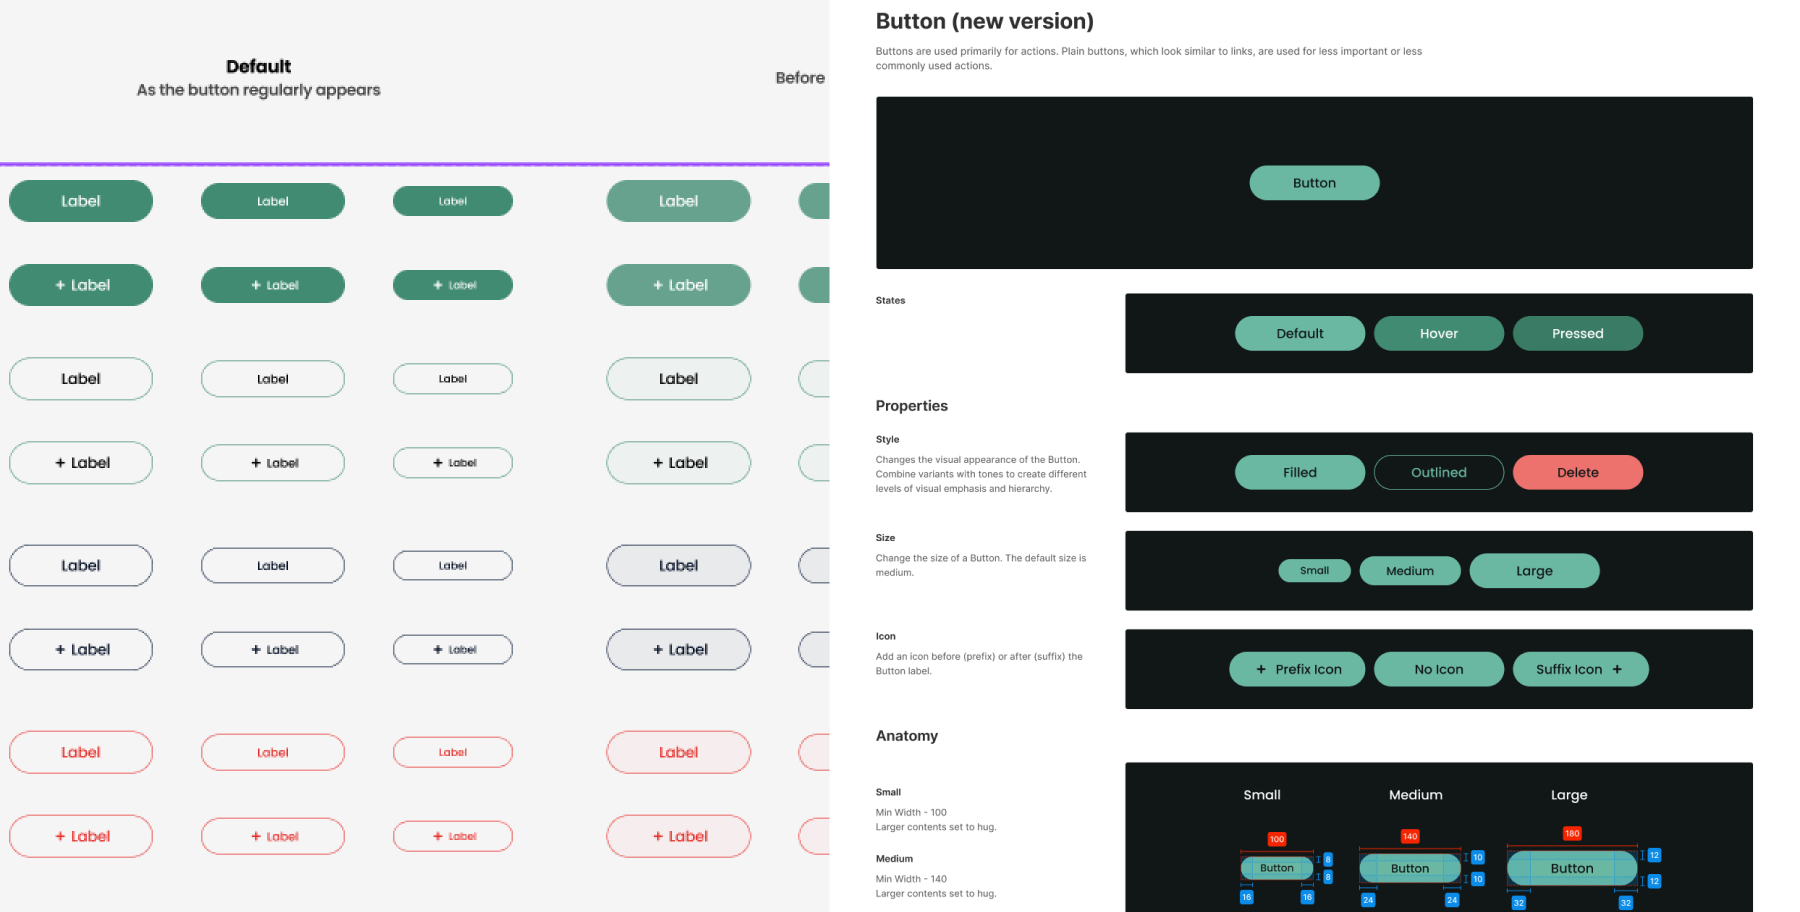 Default
As the button regularly appears
Before
Label Label Label Label
+ Label + Label + Label + Label
Label Label Label Label
+ Label + Label + Label + Label
Label Label Label Label
+ Label + Label + Label + Label
Label Label Label Label
+ Label + Label + Label + Label
Button (new version)
Buttons are used primarily for actions. Plain buttons, which look similar to links, are used for less important or less
commonly used actions.
Button
States
Default Hover Pressed
Properties
Style
Changes the visual appearance of the Button.
Combine variants with tones to create different
levels of visual emphasis and hierarchy.
Filled Outlined Delete
Size
Change the size of a Button. The default size is
medium.
Small Medium Large
Icon
Add an icon before (prefix) or after (suffix) the
Button label.
+ Prefix Icon No Icon Suffix Icon +
Anatomy
Small
Min Width - 100
Larger contents set to hug.
Medium
Min Width - 140
Larger contents set to hug.
Small Medium Large
100 140 180
Button 8 8 Button 10 10 Button 12 12
16 16 24 24 32 32